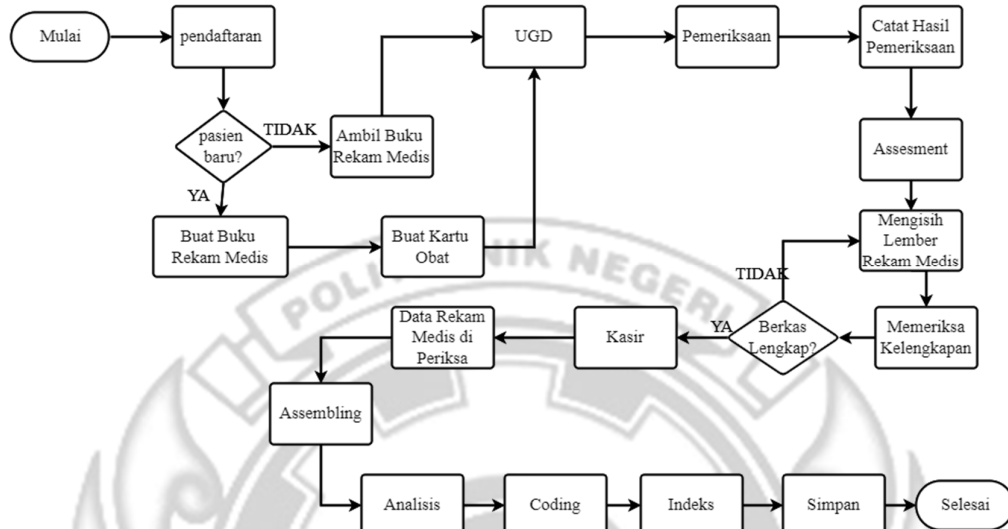 Mulai
pendaftaran
UGD
Pemeriksaan
Catat Hasil
Pemeriksaan
pasien
baru?
TIDAK
Ambil Buku
Rekam Medis
Assesment
YA
Buat Buku
Rekam Medis
Buat Kartu
Obat
Mengisih
Lember
Rekam Medis
POLITEKNIK NEGERI
TIDAK
Data Rekam
Medis di
Periksa
Kasir
YA
Berkas
Lengkap?
Memeriksa
Kelengkapan
Assembling
Analisis
Coding
Indeks
Simpan
Selesai